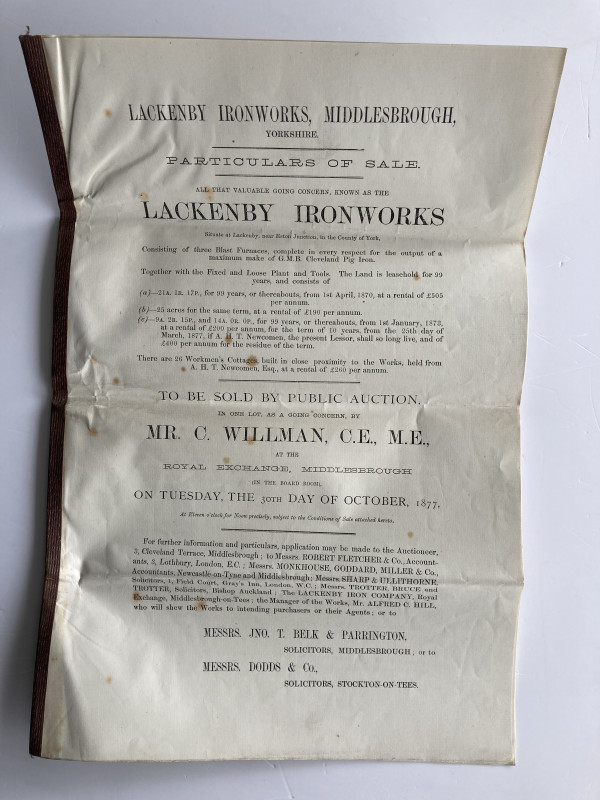 LACKENBY IRONWORKS, MIDDLESBROUGH,
YORKSHIRE.
PARTICULARS OF SALE.
ALL THAT VALUABLE GOING CONCERN, KNOWN AS THE
LACKENBY IRONWORKS
Situate at Lackenby, near Eston Junction, in the County of York,
Consisting of three Blast Furnaces, complete in every respect for the output of a
maximum make of G.M.B. Cleveland Pig Iron.
Together with the Fixed and Loose Plant and Tools. The Land is leasehold for 99
years, and consists of
(a)—21A. 1R. 17P., for 99 years, or thereabouts, from 1st April, 1870, at a rental of £505
per annum.
(b)—25 acres for the same term, at a rental of £190 per annum.
(c)—9A. 2R. 15P., and 14A. 0R. 0P., for 99 years, or thereabouts, from 1st January, 1873,
at a rental of £200 per annum, for the term of 10 years, from the 25th day of
March, 1877, if A. H. T. Newcomen, the present Lessor, shall so long live, and of
£400 per annum for the residue of the term.
There are 26 Workmen's Cottages, built in close proximity to the Works, held from
A. H. T. Newcomen, Esq., at a rental of £260 per annum.
TO BE SOLD BY PUBLIC AUCTION,
IN ONE LOT, AS A GOING CONCERN, BY
MR. C. WILLMAN, C.E., M.E.,
AT THE
ROYAL EXCHANGE, MIDDLESBROUGH
(IN THE BOARD ROOM),
ON TUESDAY, THE 30TH DAY OF OCTOBER, 1877,
At Eleven o'clock for Noon precisely, subject to the Conditions of Sale attached hereto.
For further information and particulars, application may be made to the Auctioneer,
3, Cleveland Terrace, Middlesbrough; to Messrs. ROBERT FLETCHER & Co., Account-
ants, 3, Lothbury, London, E.C.; Messrs. MONKHOUSE, GODDARD, MILLER & Co.,
Accountants, Newcastle-on-Tyne and Middlesbrough; Messrs. SHARP & ULLITHORNE,
Solicitors, 1, Field Court, Gray's Inn, London, W.C.; Messrs. TROTTER, BRUCE and
TROTTER, Solicitors, Bishop Auckland; The LACKENBY IRON COMPANY, Royal
Exchange, Middlesbrough-on-Tees; the Manager of the Works, Mr. ALFRED C. HILL,
who will shew the Works to intending purchasers or their Agents; or to
MESSRS. JNO. T. BELK & PARRINGTON,
SOLICITORS, MIDDLESBROUGH; or to
MESSRS. DODDS & Co.,
SOLICITORS, STOCKTON-ON-TEES.